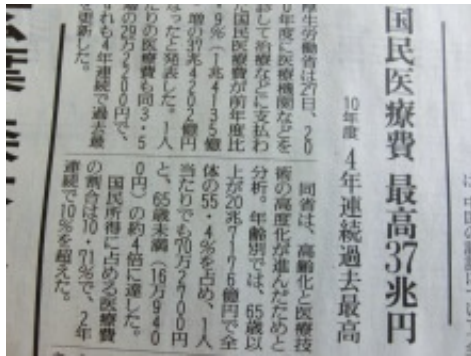 国民医療費 最高37兆円
10年度 4年連続過去最高
厚生労働省は27日、20
0年度に医療機関などを
診して治療などに支払わ
た国民医療費が前年度比
・9%(1兆4135億
増の37兆4202億円
なったと発表した。1人
たりの医療費も同3・5
増の29万2200円で、
れも4年連続で過去最
を更新した。
同省は、高齢化と医療技
術の高度化が進んだためと
分析。年齢別では、65歳以
上が20兆7176億円で全
体の55・4%を占め、1人
当たりでも70万2700円
と、65歳未満(16万940
0円)の約4倍に達した。
国民所得に占める医療費
の割合は10・71%で、2年
連続で10%を超えた。